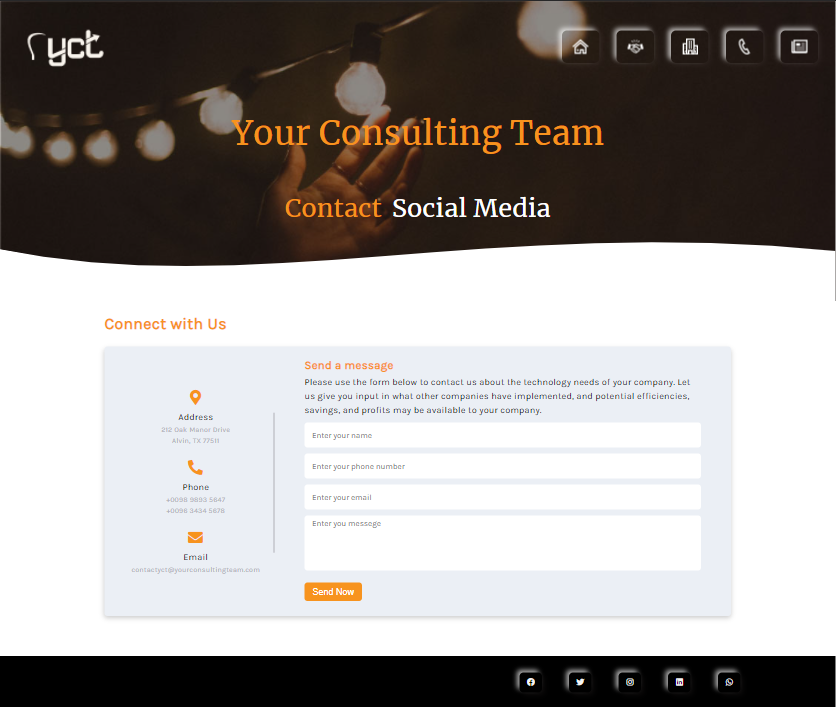 yct
Your Consulting Team
Contact Social Media
Connect with Us
Send a message
Please use the form below to contact us about the technology needs of your company. Let
us give you input in what other companies have implemented, and potential efficiencies,
savings, and profits may be available to your company.
Address
212 Oak Manor Drive
Alvin, TX 77511
Phone
+0098 9893 5647
+0096 3434 5678
Email
contactyct@yourconsultingteam.com
Enter your name
Enter your phone number
Enter your email
Enter you messege
Send Now